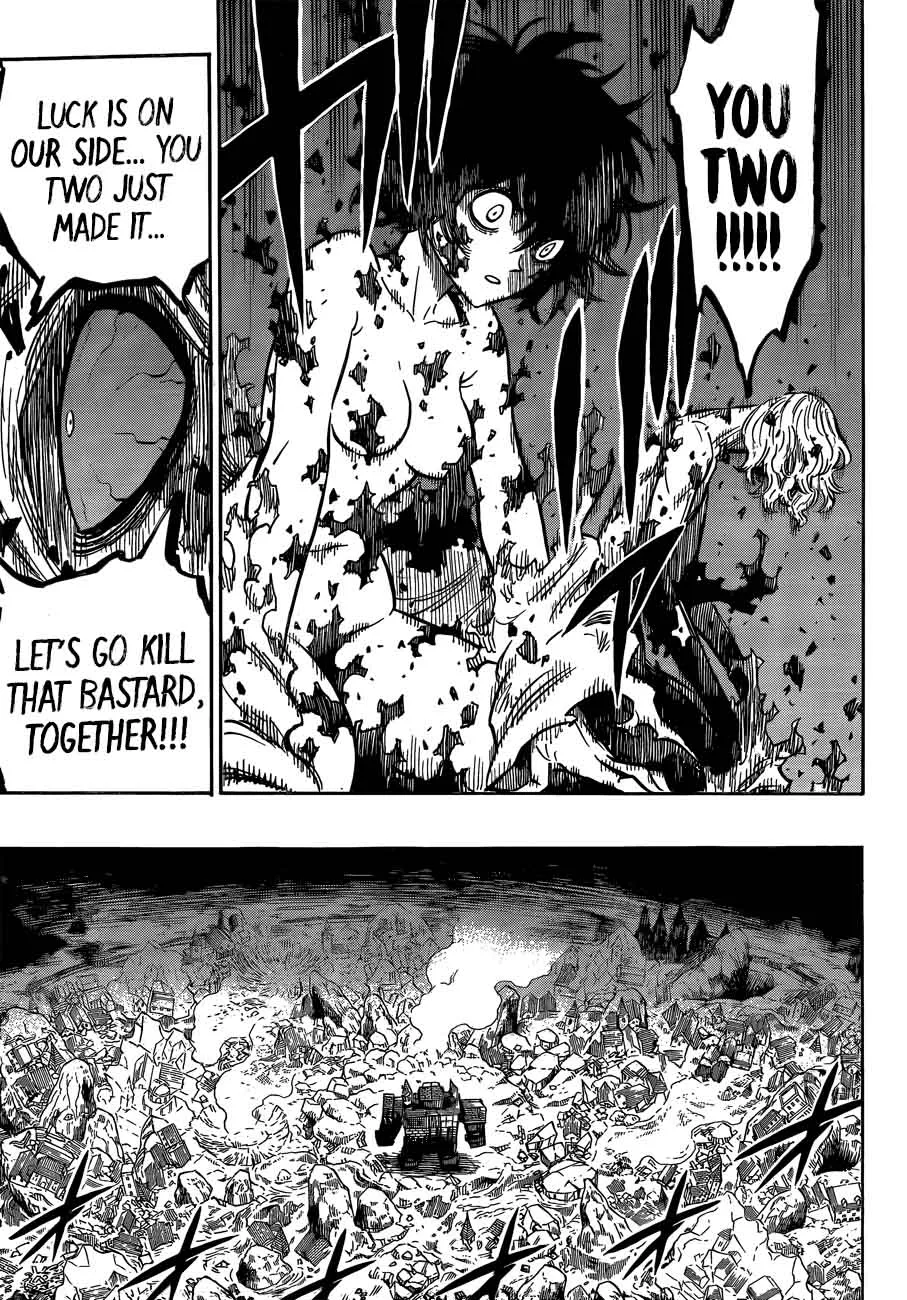 YOU
TWO
!!!!!
LUCK IS ON
OUR SIDE... YOU
TWO JUST
MADE IT...
LET'S GO KILL
THAT BASTARD,
TOGETHER!!!